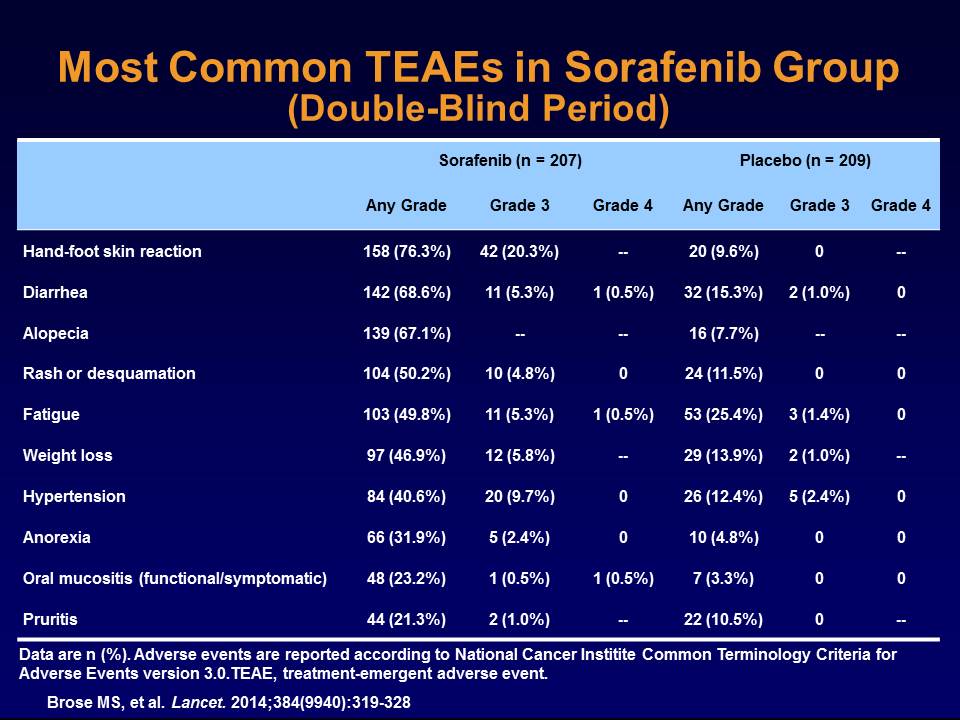 Most Common TEAEs in Sorafenib Group
(Double-Blind Period)
Sorafenib (n = 207) Placebo (n = 209)
Any Grade Grade 3 Grade 4 Any Grade Grade 3 Grade 4
Hand-foot skin reaction 158 (76.3%) 42 (20.3%) -- 20 (9.6%) 0 --
Diarrhea 142 (68.6%) 11 (5.3%) 1 (0.5%) 32 (15.3%) 2 (1.0%) 0
Alopecia 139 (67.1%) -- -- 16 (7.7%) -- --
Rash or desquamation 104 (50.2%) 10 (4.8%) 0 24 (11.5%) 0 0
Fatigue 103 (49.8%) 11 (5.3%) 1 (0.5%) 53 (25.4%) 3 (1.4%) 0
Weight loss 97 (46.9%) 12 (5.8%) -- 29 (13.9%) 2 (1.0%) --
Hypertension 84 (40.6%) 20 (9.7%) 0 26 (12.4%) 5 (2.4%) 0
Anorexia 66 (31.9%) 5 (2.4%) 0 10 (4.8%) 0 0
Oral mucositis (functional/symptomatic) 48 (23.2%) 1 (0.5%) 1 (0.5%) 7 (3.3%) 0 0
Pruritis 44 (21.3%) 2 (1.0%) -- 22 (10.5%) 0 --
Data are n (%). Adverse events are reported according to National Cancer Institite Common Terminology Criteria for
Adverse Events version 3.0.TEAE, treatment-emergent adverse event.
Brose MS, et al. Lancet. 2014;384(9940):319-328